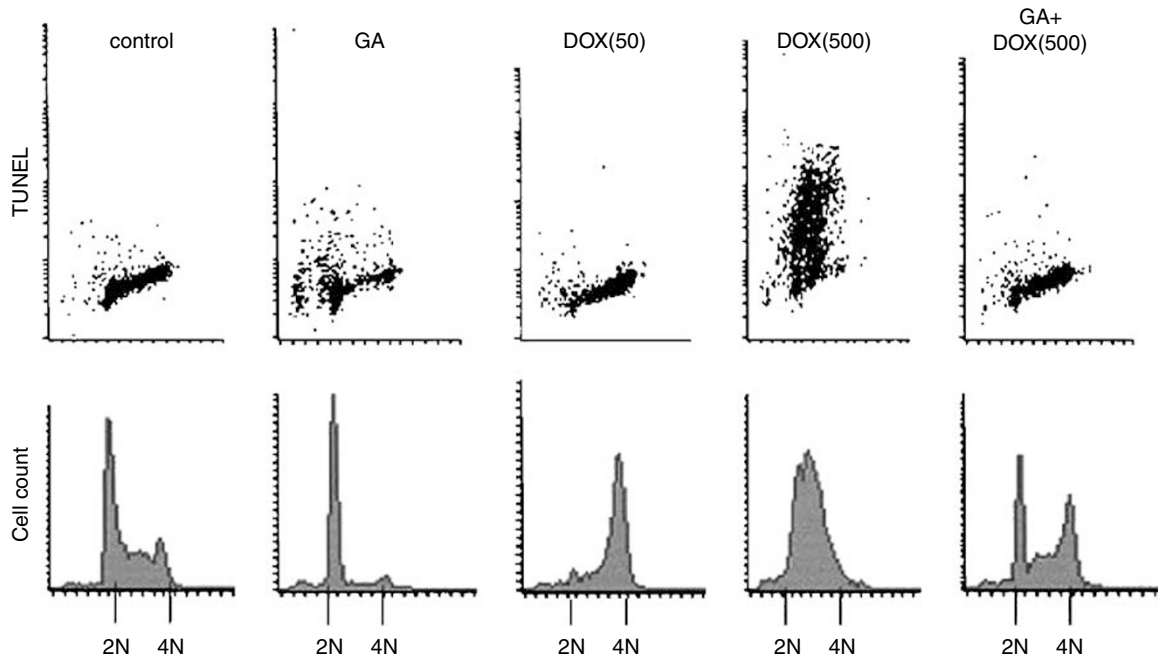 control
GA
DOX(50)
DOX(500)
GA+
DOX(500)
TUNEL
Cell count
2N 4N
2N 4N
2N 4N
2N 4N
2N 4N